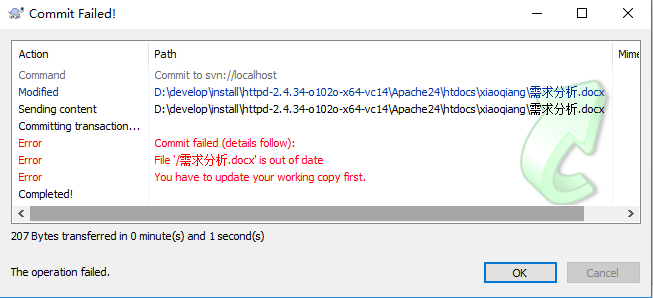 Commit Failed!
Action Path Mime
Command Commit to svn://localhost
Modified D:\develop\install\httpd-2.4.34-o102o-x64-vc14\Apache24\htdocs\xiaoqiang\需求分析.docx
Sending content D:\develop\install\httpd-2.4.34-o102o-x64-vc14\Apache24\htdocs\xiaoqiang\需求分析.docx
Committing transaction...
Error Commit failed (details follow):
Error File '/需求分析.docx' is out of date
Error You have to update your working copy first.
Completed!
207 Bytes transferred in 0 minute(s) and 1 second(s)
The operation failed.
OK Cancel